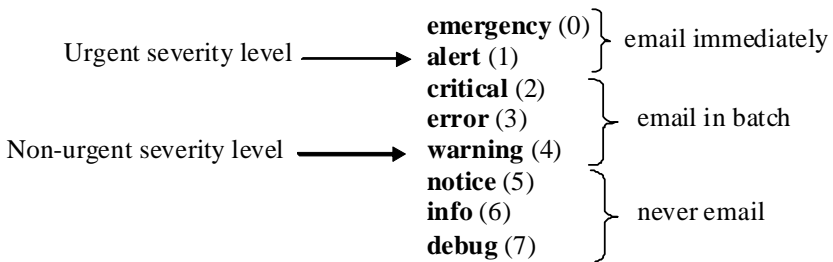 emergency (0)
email immediately
Urgent severity level
alert (1)
critical (2)
error (3)
email in batch
Non-urgent severity level
warning (4)
notice (5)
info (6)
never email
debug (7)